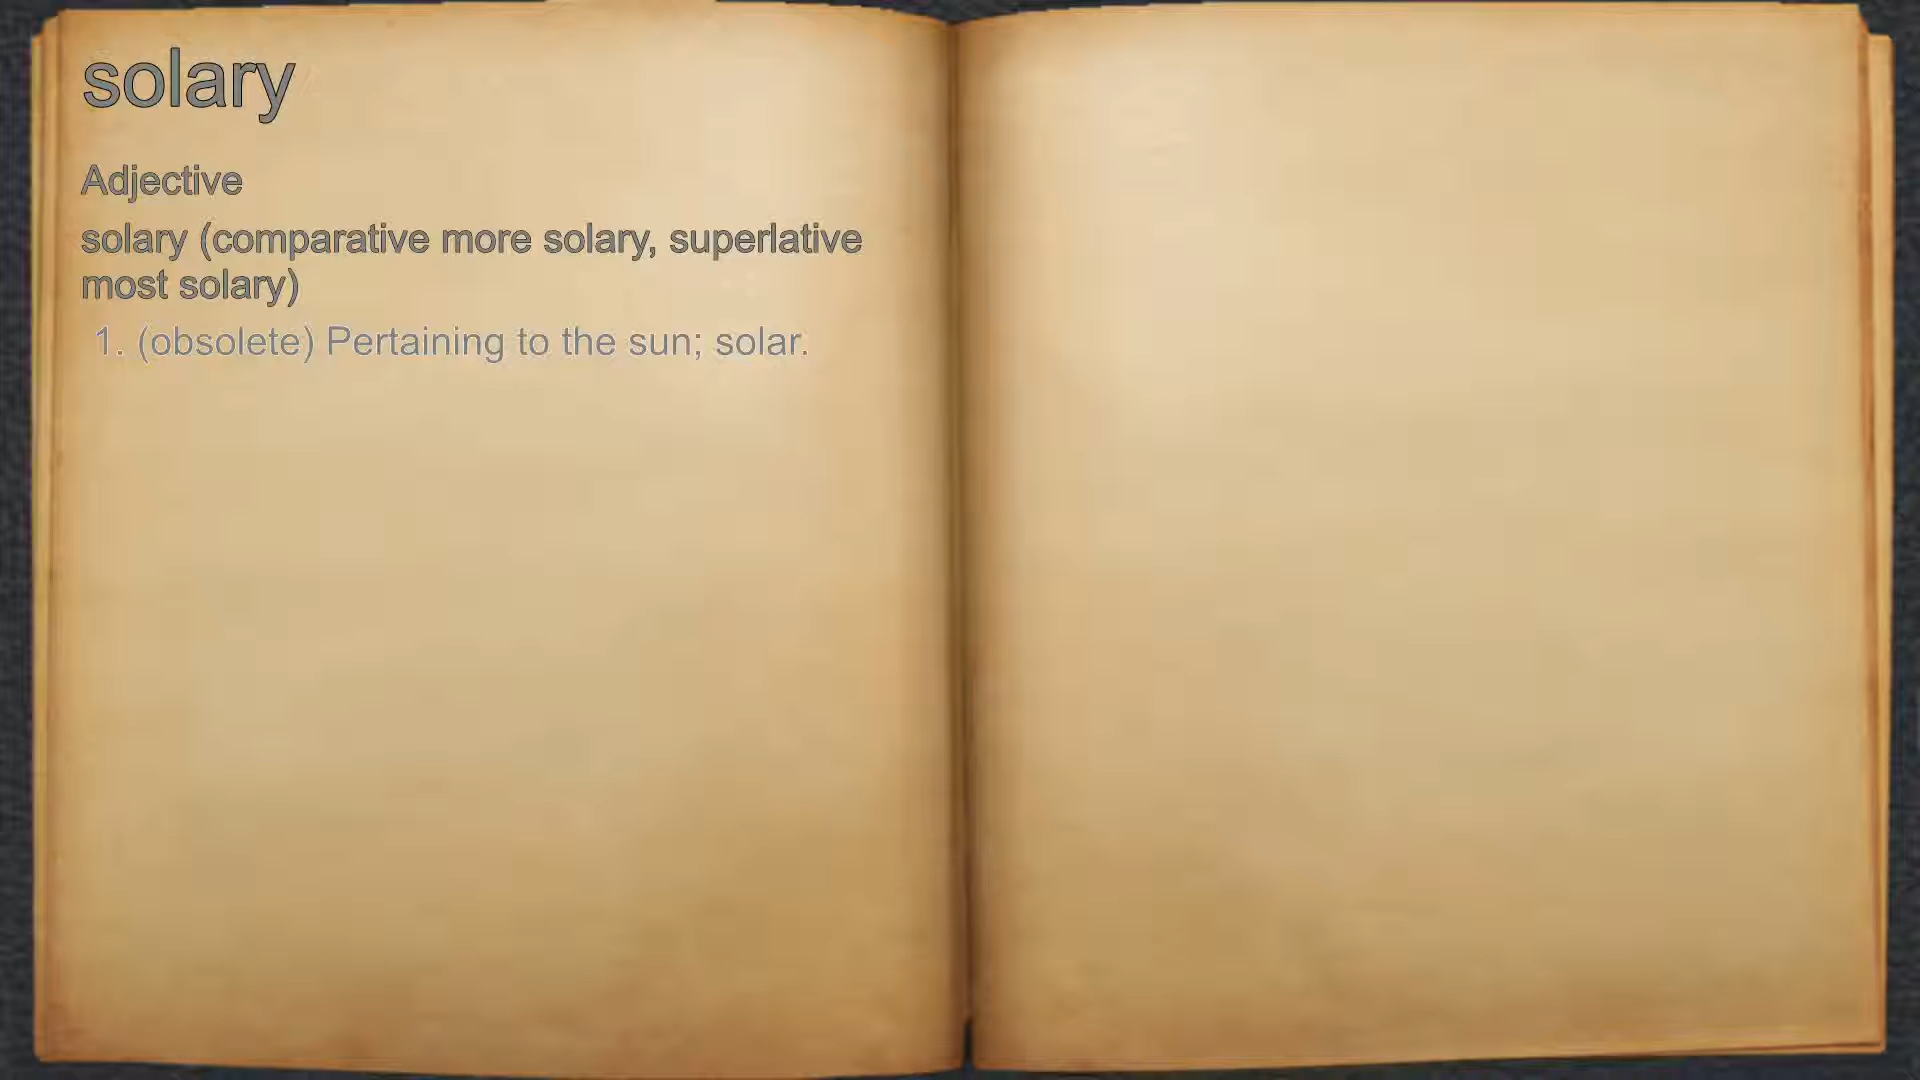 solary
Adjective
solary (comparative more solary, superlative
most solary)
1. (obsolete) Pertaining to the sun; solar.